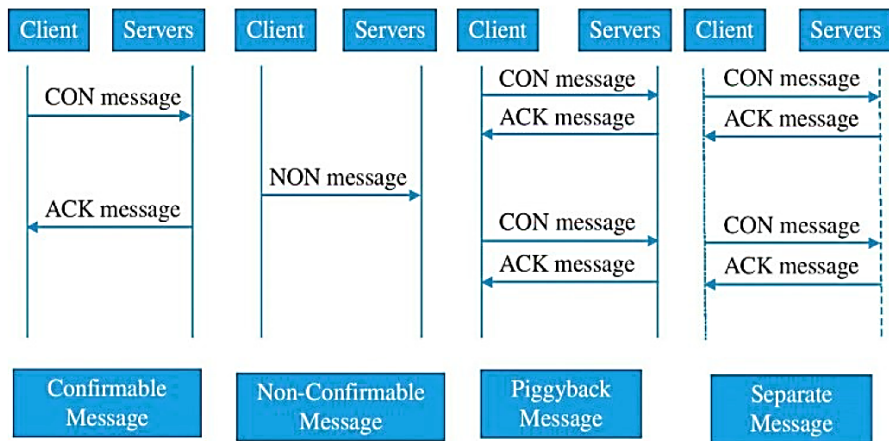 Client Servers Client Servers Client Servers Client Servers
CON message CON message
CON message
ACK message ACK message
NON message
ACK message
CON message CON message
ACK message ACK message
Confirmable
Message
Non-Confirmable
Message
Piggyback
Message
Separate
Message